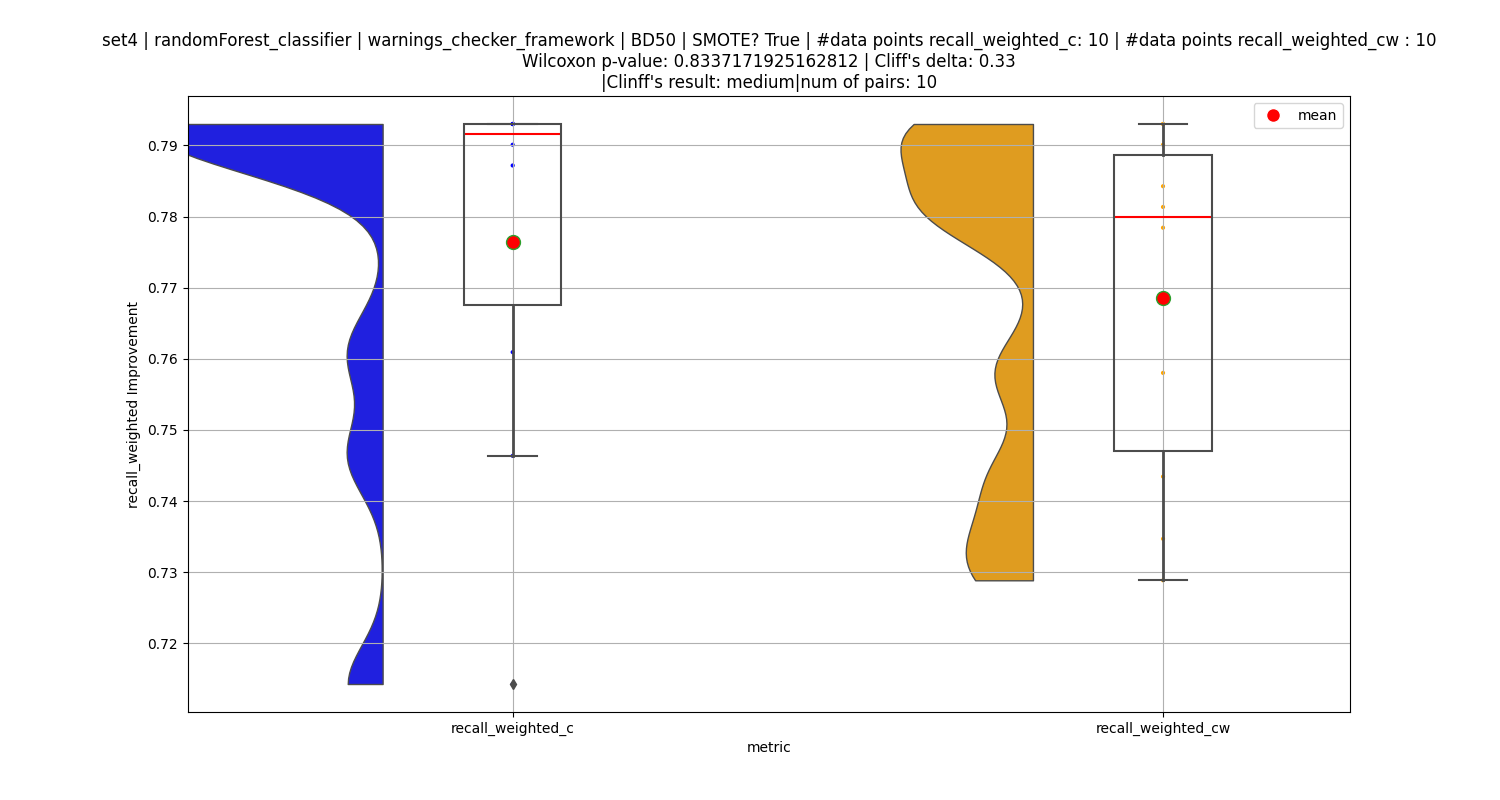 set4 | randomForest_classifier | warnings_checker_framework | BD50 | SMOTE? True | #data points recall_weighted_c: 10 | #data points recall_weighted_cw : 10
Wilcoxon p-value: 0.8337171925162812 | Cliff's delta: 0.33
|Clinff's result: medium|num of pairs: 10
mean
0.79
0.78
0.77
0.76
0.75
0.74
0.73
0.72
recall_weighted Improvement
recall_weighted_c
recall_weighted_cw
metric